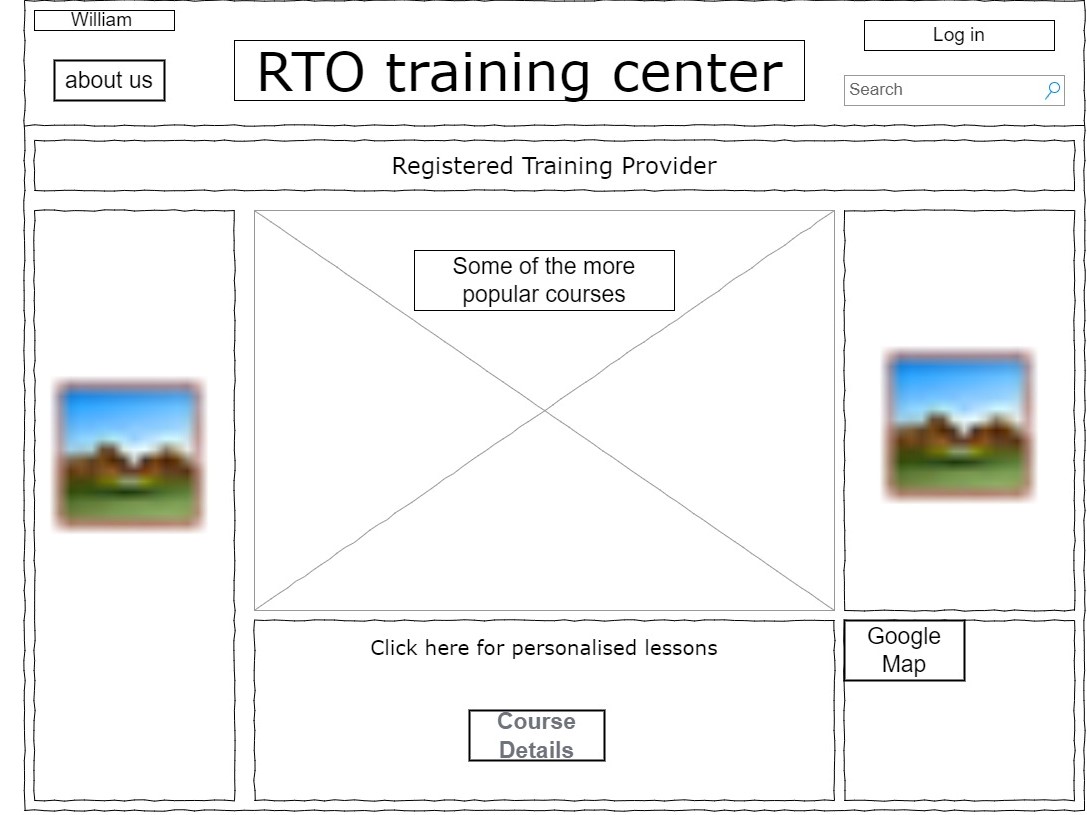 William
Log in
about us
RTO training center
Search
Registered Training Provider
Some of the more
popular courses
Click here for personalised lessons
Course
Details
Google
Map